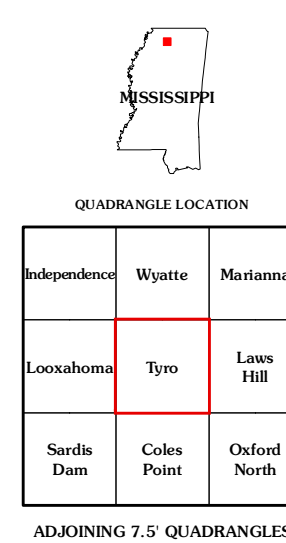 MISSISSIPPI
QUADRANGLE LOCATION
Independence Wyatte Marianna
Looxahoma Tyro Laws
Hill
Sardis Coles Oxford
Dam Point North
ADJOINING 7.5' QUADRANGLES